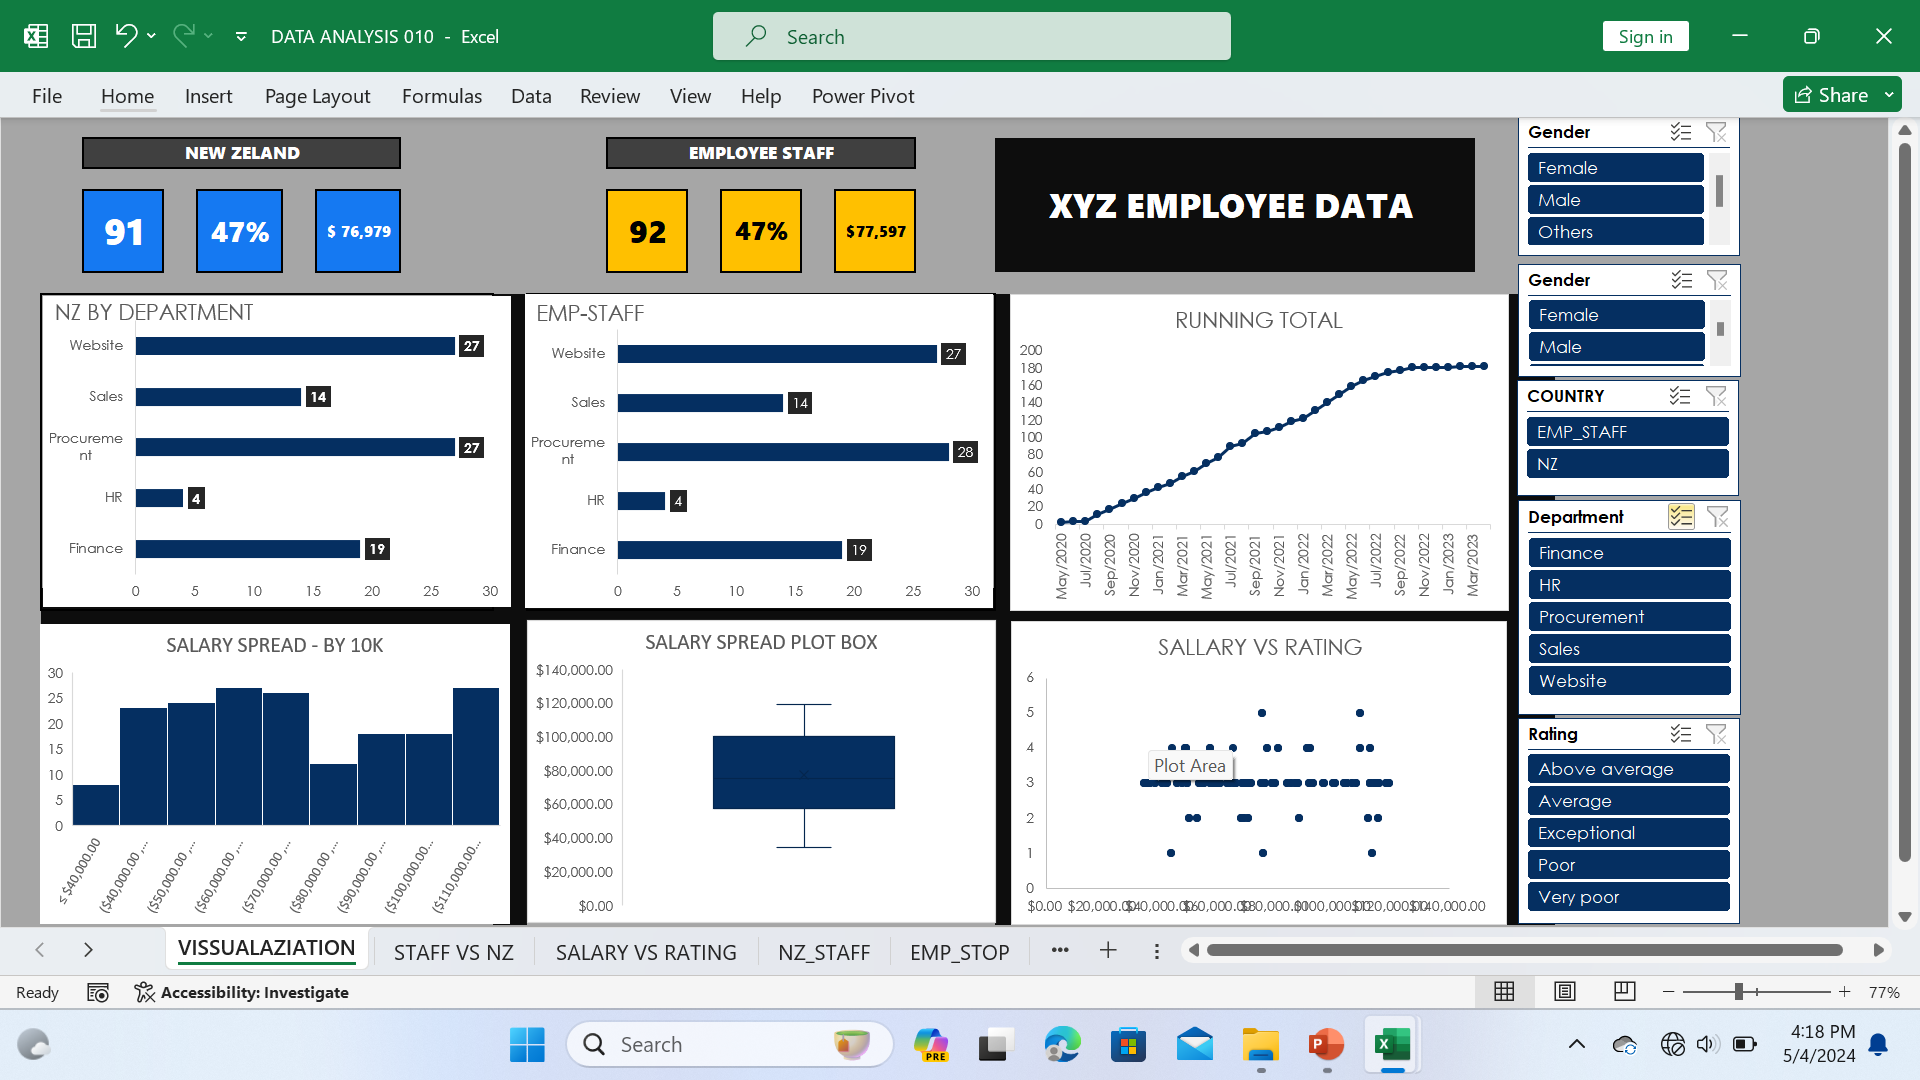 DATA ANALYSIS 010 - Excel
Search
Sign in
File Home Insert Page Layout Formulas Data Review View Help Power Pivot
Share
NEW ZELAND
91
47%
$ 76,979
EMPLOYEE STAFF
92
47%
$77,597
XYZ EMPLOYEE DATA
NZ BY DEPARTMENT
Website
27
Sales
14
Procureme
nt
27
HR
4
Finance
19
0 5 10 15 20 25 30
EMP-STAFF
Website
27
Sales
14
Procureme
nt
28
HR
4
Finance
19
0 5 10 15 20 25 30
RUNNING TOTAL
200
180
160
140
120
100
80
60
40
20
0
May/2020
Jul/2020
Sep/2020
Nov/2020
Jan/2021
Mar/2021
May/2021
Jul/2021
Sep/2021
Nov/2021
Jan/2022
Mar/2022
May/2022
Jul/2022
Sep/2022
Nov/2022
Jan/2023
Mar/2023
SALARY SPREAD - BY 10K
30
25
20
15
10
5
0
≤ $40,000.00
($40,000.00 ,...
($50,000.00 ,...
($60,000.00 ,...
($70,000.00 ,...
($80,000.00 ,...
($90,000.00 ,...
($100,000.00...
($110,000.00...
SALARY SPREAD PLOT BOX
$140,000.00
$120,000.00
$100,000.00
$80,000.00
$60,000.00
$40,000.00
$20,000.00
$0.00
SALLARY VS RATING
6
5
4
3
2
1
0
Plot Area
$0.00 $20,000.00 $40,000.00 $60,000.00 $80,000.00 $100,000.00 $120,000.00 $140,000.00
Gender
Female
Male
Others
Gender
Female
Male
COUNTRY
EMP_STAFF
NZ
Department
Finance
HR
Procurement
Sales
Website
Rating
Above average
Average
Exceptional
Poor
Very poor
VISSUALAZIATION STAFF VS NZ SALARY VS RATING NZ_STAFF EMP_STOP ...
Ready
Accessibility: Investigate
77%
Search
PRE
4:18 PM
5/4/2024